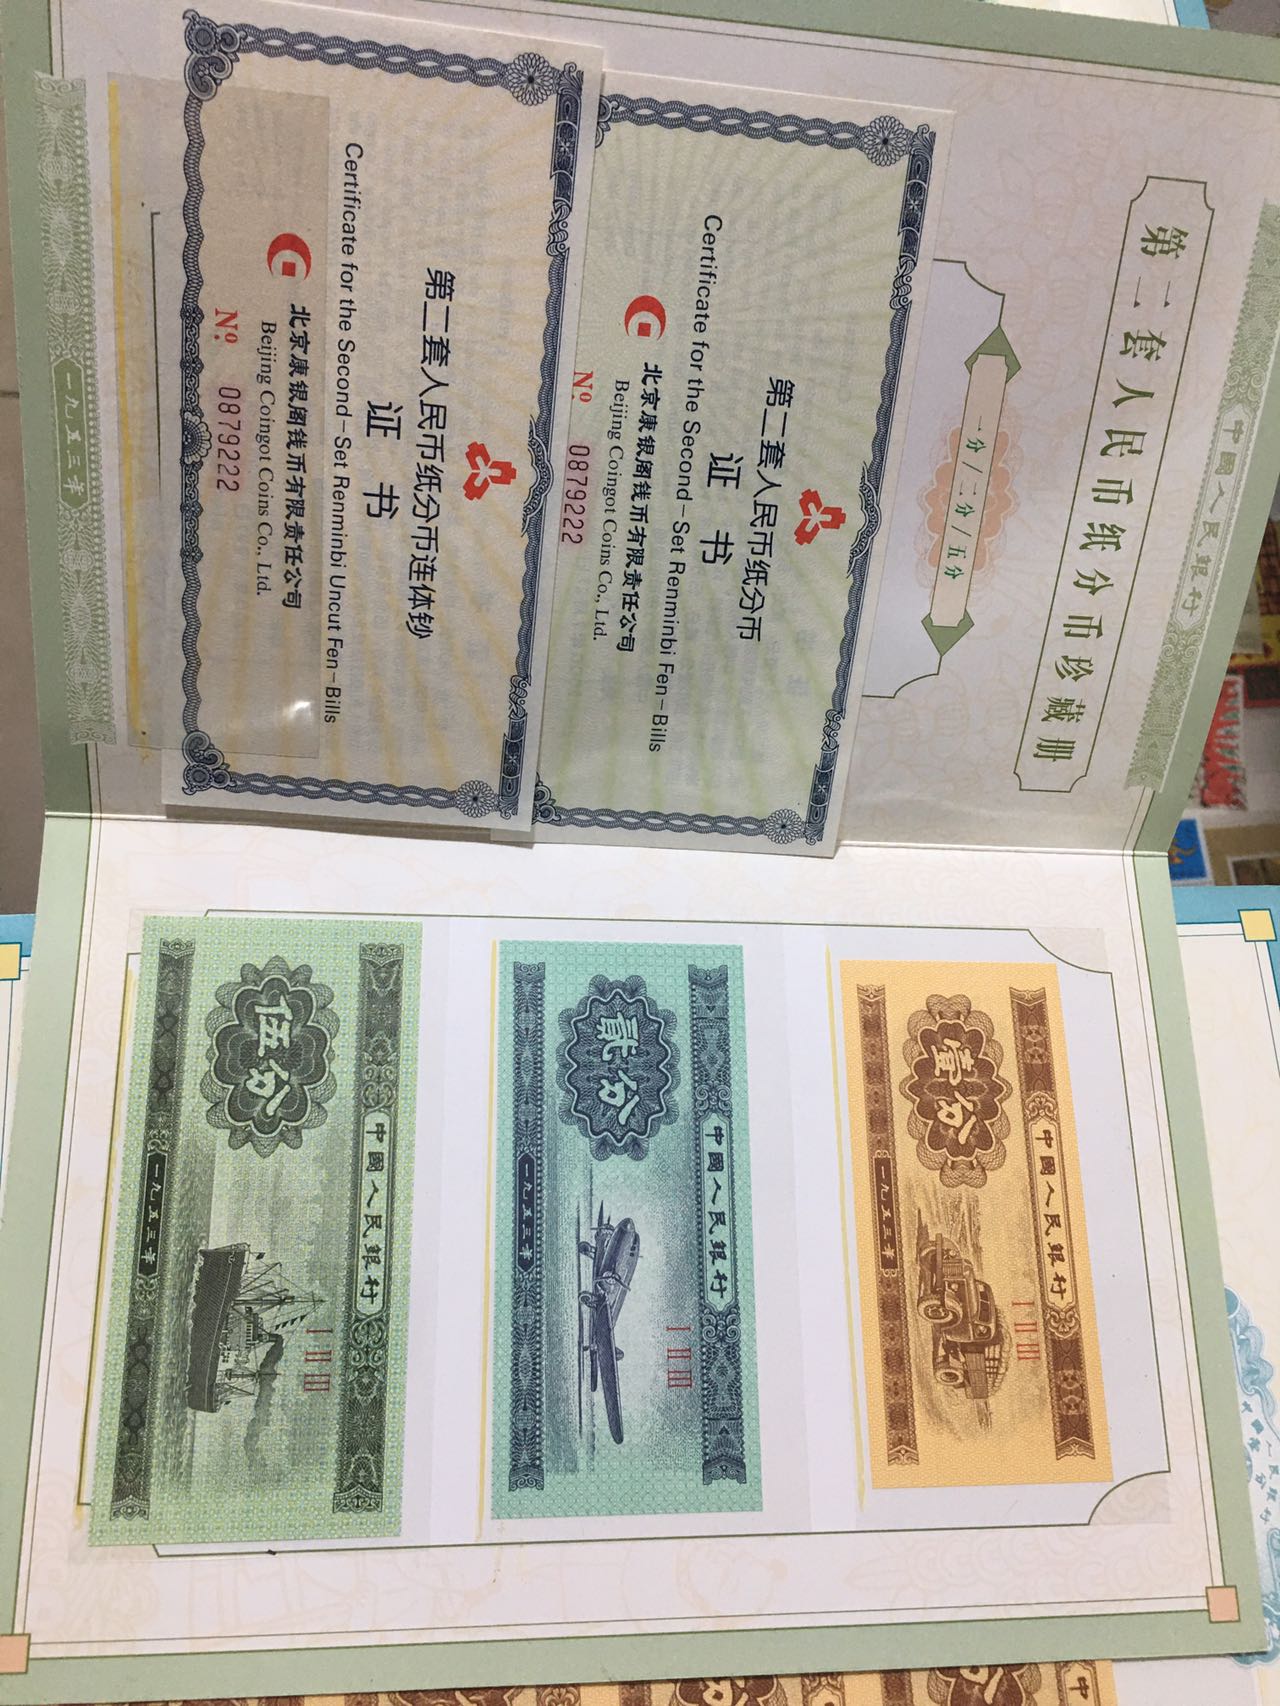 第二套人民币纸分币珍藏册
中國人民銀行
一分/二分/五分
一九五三年
第二套人民币纸分币
证书
Certificate for the Second-Set Renminbi Fen-Bills
北京康银阁钱币有限责任公司
Beijing Coingot Coins Co., Ltd.
Nº 0879222
第二套人民币纸分币连体钞
证书
Certificate for the Second-Set Renminbi Uncut Fen-Bills
北京康银阁钱币有限责任公司
Beijing Coingot Coins Co., Ltd.
Nº 0879222
中國人民銀行
壹分
I II III
一九五三年
中國人民銀行
貳分
I II III
一九五三年
中國人民銀行
伍分
I II III
一九五三年